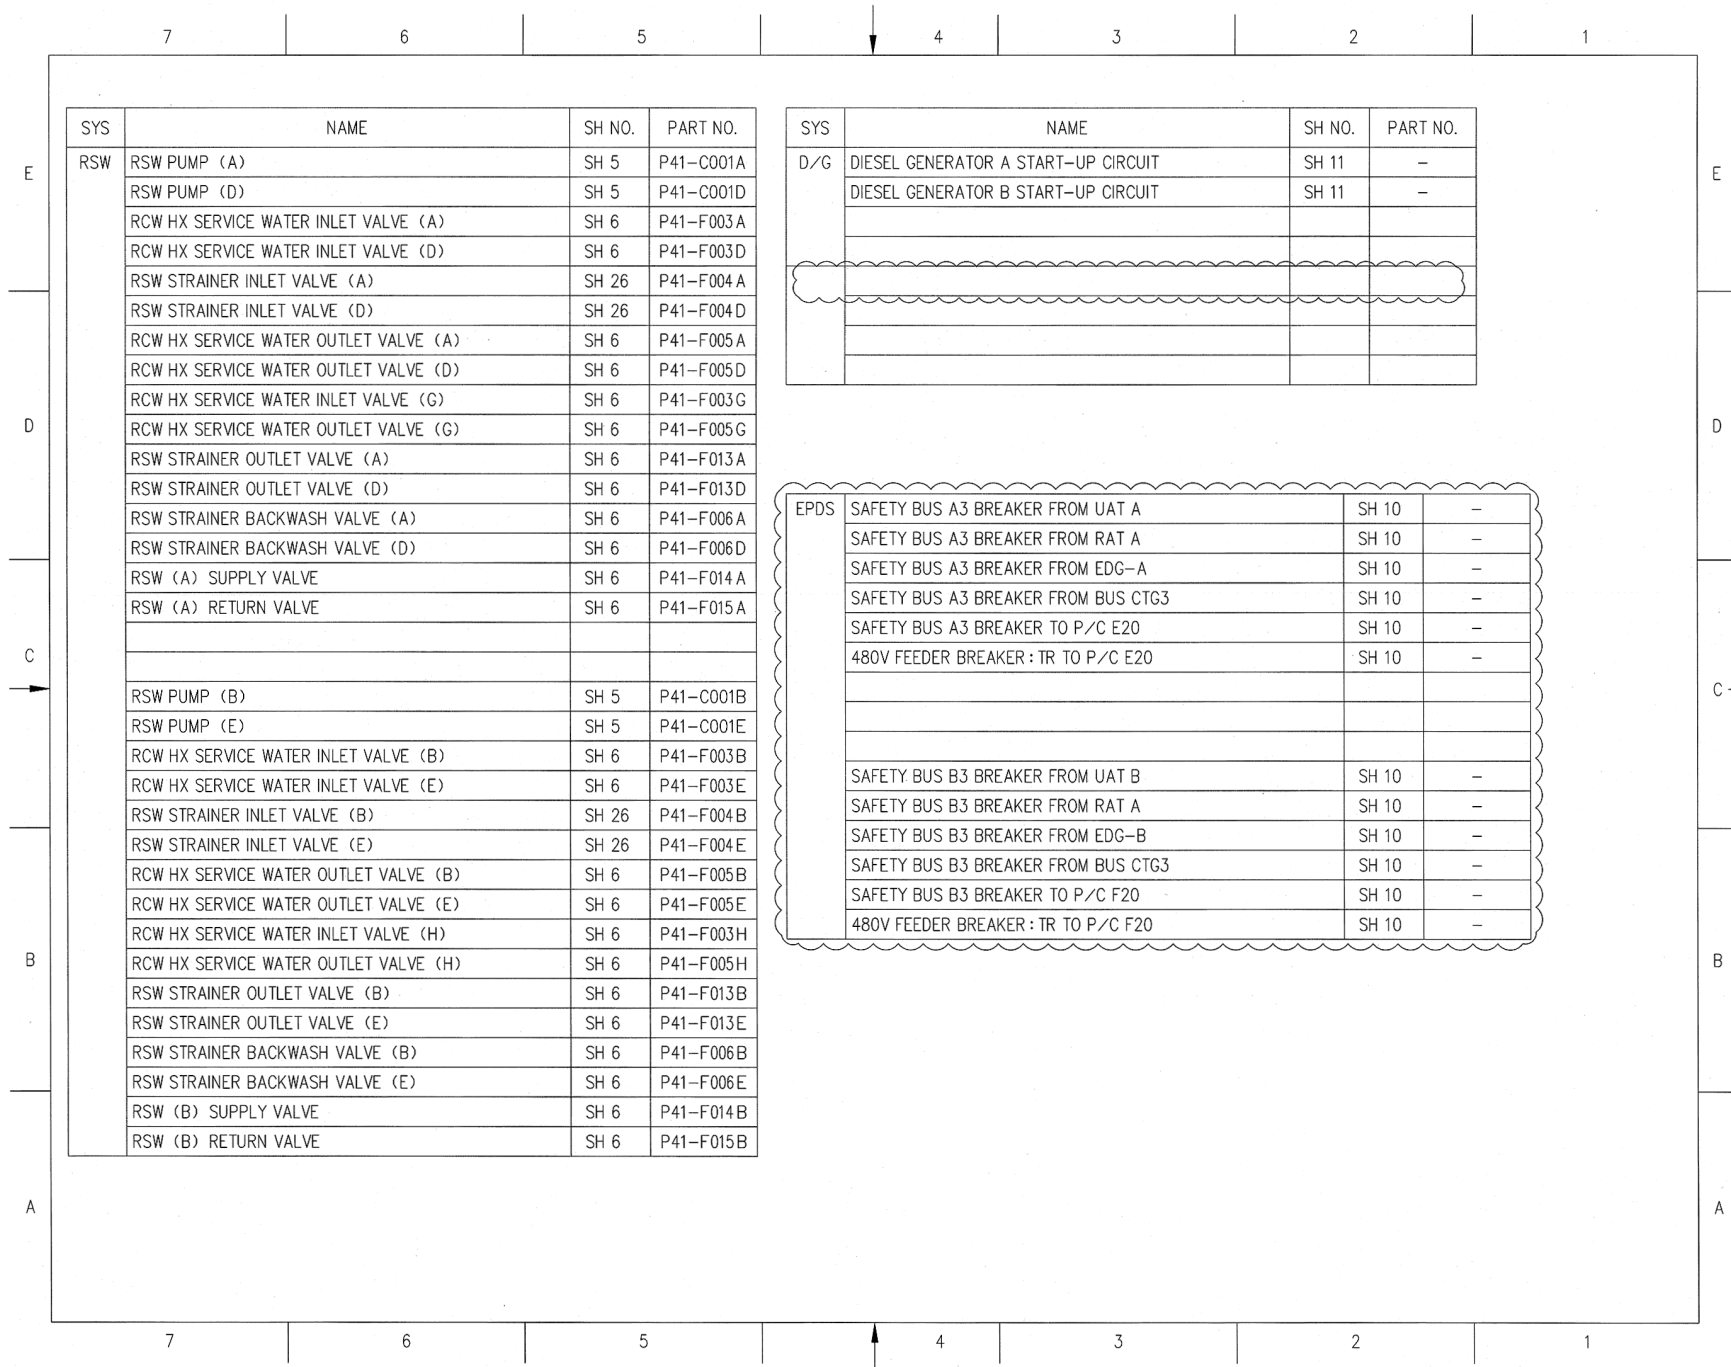 7 6 5 4 3 2 1
SYS NAME SH NO. PART NO.
RSW RSW PUMP (A) SH 5 P41-C001A
RSW PUMP (D) SH 5 P41-C001D
RCW HX SERVICE WATER INLET VALVE (A) SH 6 P41-F003A
RCW HX SERVICE WATER INLET VALVE (D) SH 6 P41-F003D
RSW STRAINER INLET VALVE (A) SH 26 P41-F004A
RSW STRAINER INLET VALVE (D) SH 26 P41-F004D
RCW HX SERVICE WATER OUTLET VALVE (A) SH 6 P41-F005A
RCW HX SERVICE WATER OUTLET VALVE (D) SH 6 P41-F005D
RCW HX SERVICE WATER INLET VALVE (G) SH 6 P41-F003G
RCW HX SERVICE WATER OUTLET VALVE (G) SH 6 P41-F005G
RSW STRAINER OUTLET VALVE (A) SH 6 P41-F013A
RSW STRAINER OUTLET VALVE (D) SH 6 P41-F013D
RSW STRAINER BACKWASH VALVE (A) SH 6 P41-F006A
RSW STRAINER BACKWASH VALVE (D) SH 6 P41-F006D
RSW (A) SUPPLY VALVE SH 6 P41-F014A
RSW (A) RETURN VALVE SH 6 P41-F015A
RSW PUMP (B) SH 5 P41-C001B
RSW PUMP (E) SH 5 P41-C001E
RCW HX SERVICE WATER INLET VALVE (B) SH 6 P41-F003B
RCW HX SERVICE WATER INLET VALVE (E) SH 6 P41-F003E
RSW STRAINER INLET VALVE (B) SH 26 P41-F004B
RSW STRAINER INLET VALVE (E) SH 26 P41-F004E
RCW HX SERVICE WATER OUTLET VALVE (B) SH 6 P41-F005B
RCW HX SERVICE WATER OUTLET VALVE (E) SH 6 P41-F005E
RCW HX SERVICE WATER INLET VALVE (H) SH 6 P41-F003H
RCW HX SERVICE WATER OUTLET VALVE (H) SH 6 P41-F005H
RSW STRAINER OUTLET VALVE (B) SH 6 P41-F013B
RSW STRAINER OUTLET VALVE (E) SH 6 P41-F013E
RSW STRAINER BACKWASH VALVE (B) SH 6 P41-F006B
RSW STRAINER BACKWASH VALVE (E) SH 6 P41-F006E
RSW (B) SUPPLY VALVE SH 6 P41-F014B
RSW (B) RETURN VALVE SH 6 P41-F015B
SYS NAME SH NO. PART NO.
D/G DIESEL GENERATOR A START-UP CIRCUIT SH 11 -
DIESEL GENERATOR B START-UP CIRCUIT SH 11 -
EPDS SAFETY BUS A3 BREAKER FROM UAT A SH 10 -
SAFETY BUS A3 BREAKER FROM RAT A SH 10 -
SAFETY BUS A3 BREAKER FROM EDG-A SH 10 -
SAFETY BUS A3 BREAKER FROM BUS CTG3 SH 10 -
SAFETY BUS A3 BREAKER TO P/C E20 SH 10 -
480V FEEDER BREAKER : TR TO P/C E20 SH 10 -
SAFETY BUS B3 BREAKER FROM UAT B SH 10 -
SAFETY BUS B3 BREAKER FROM RAT A SH 10 -
SAFETY BUS B3 BREAKER FROM EDG-B SH 10 -
SAFETY BUS B3 BREAKER FROM BUS CTG3 SH 10 -
SAFETY BUS B3 BREAKER TO P/C F20 SH 10 -
480V FEEDER BREAKER : TR TO P/C F20 SH 10 -
E E
D D
C C
B B
A A
7 6 5 4 3 2 1